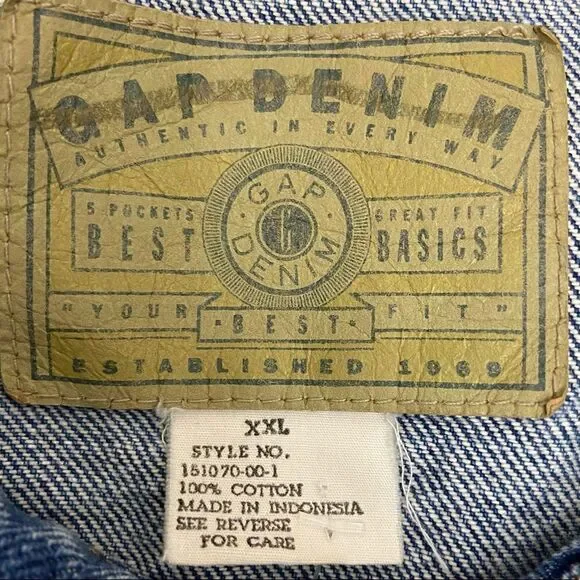 GAP DENIM
AUTHENTIC IN EVERY WAY
5 POCKETS
BEST
GAP
DENIM
GREAT FIT
BASICS
"YOUR BEST FIT"
ESTABLISHED 1969
XXL
STYLE NO.
151070-00-1
100% COTTON
MADE IN INDONESIA
SEE REVERSE
FOR CARE